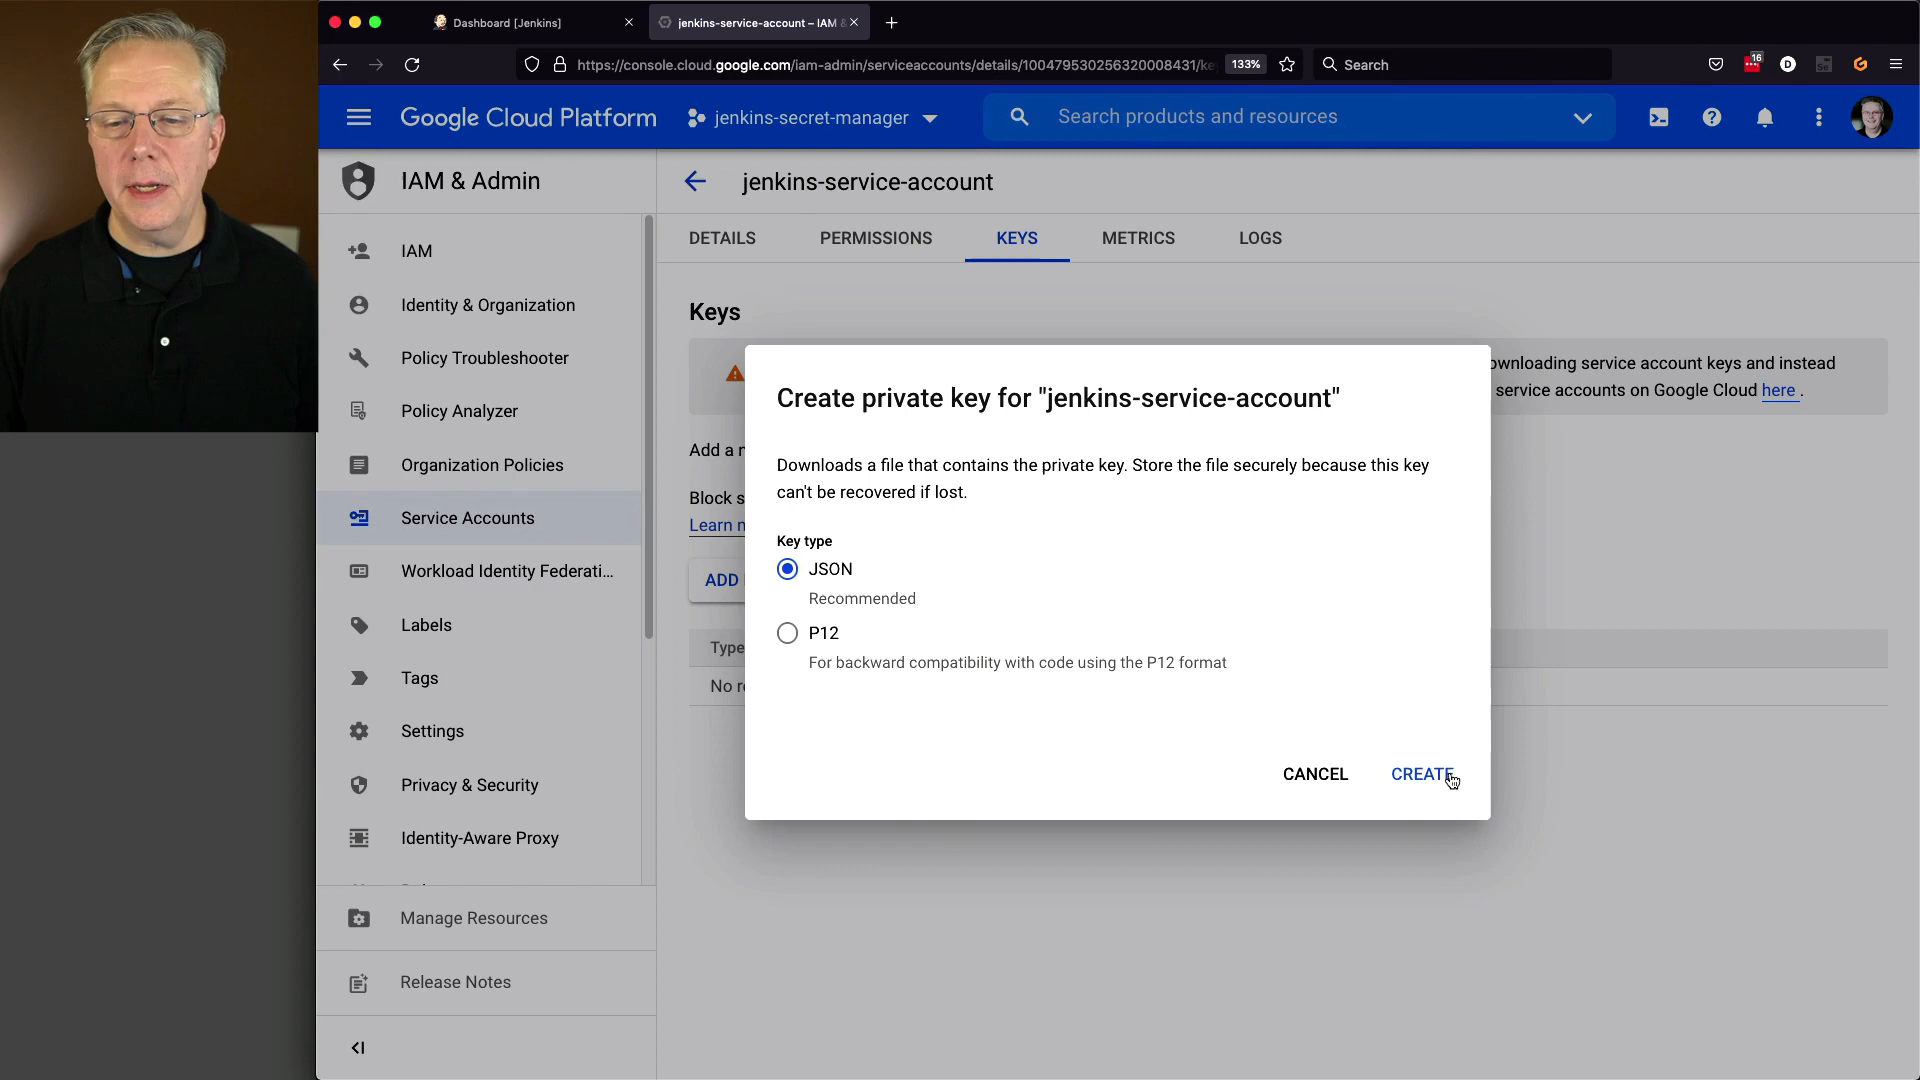 Dashboard [Jenkins]
jenkins-service-account – IAM &
https://console.cloud.google.com/iam-admin/serviceaccounts/details/100479530256320008431/ke
133%
Search
16
D
Se
Google Cloud Platform
jenkins-secret-manager
Search products and resources
IAM & Admin
jenkins-service-account
IAM
Identity & Organization
Policy Troubleshooter
Policy Analyzer
Organization Policies
Service Accounts
Workload Identity Federati...
Labels
Tags
Settings
Privacy & Security
Identity-Aware Proxy
Manage Resources
Release Notes
DETAILS
PERMISSIONS
KEYS
METRICS
LOGS
Keys
ownloading service account keys and instead
service accounts on Google Cloud here .
Add a n
Block s
Learn n
ADD
Type
No re
Create private key for "jenkins-service-account"
Downloads a file that contains the private key. Store the file securely because this key
can't be recovered if lost.
Key type
JSON
Recommended
P12
For backward compatibility with code using the P12 format
CANCEL
CREATE